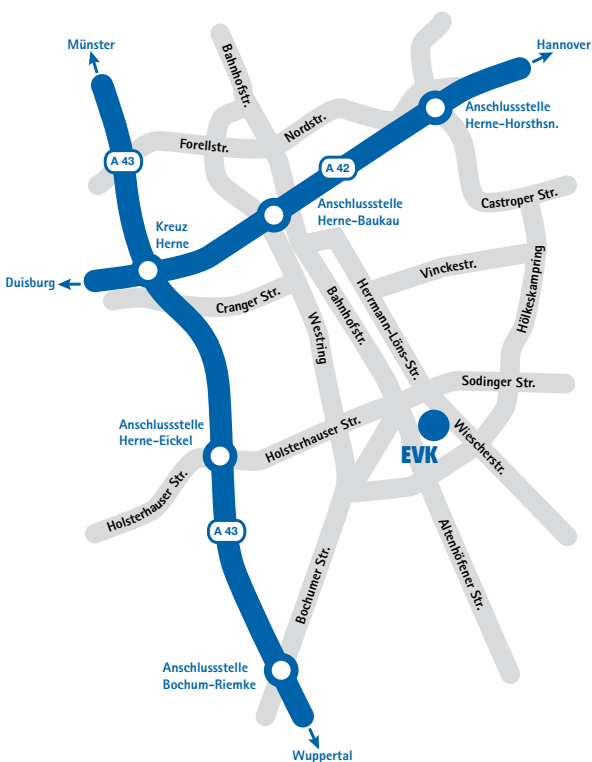 Münster
Hannover
Bahnhofstr.
Anschlussstelle
Herne-Horsthsn.
Nordstr.
Forellstr.
A 43
A 42
Castroper Str.
Anschlussstelle
Herne-Baukau
Kreuz
Herne
Duisburg
Vinckestr.
Hölkeskampring
Cranger Str.
Herrmann-Löns-Str.
Bahnhofstr.
Westring
Sodinger Str.
Anschlussstelle
Herne-Eickel
Holsterhauser Str.
EVK
Wiescherstr.
Holsterhauser Str.
A 43
Altenhöfener Str.
Bochumer Str.
Anschlussstelle
Bochum-Riemke
Wuppertal